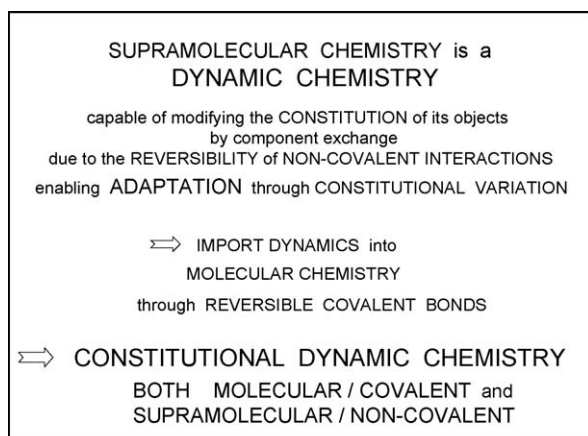 SUPRAMOLECULAR CHEMISTRY is a
DYNAMIC CHEMISTRY
capable of modifying the CONSTITUTION of its objects
by component exchange
due to the REVERSIBILITY of NON-COVALENT INTERACTIONS
enabling ADAPTATION through CONSTITUTIONAL VARIATION
⇨ IMPORT DYNAMICS into
MOLECULAR CHEMISTRY
through REVERSIBLE COVALENT BONDS
⇨ CONSTITUTIONAL DYNAMIC CHEMISTRY
BOTH MOLECULAR / COVALENT and
SUPRAMOLECULAR / NON-COVALENT